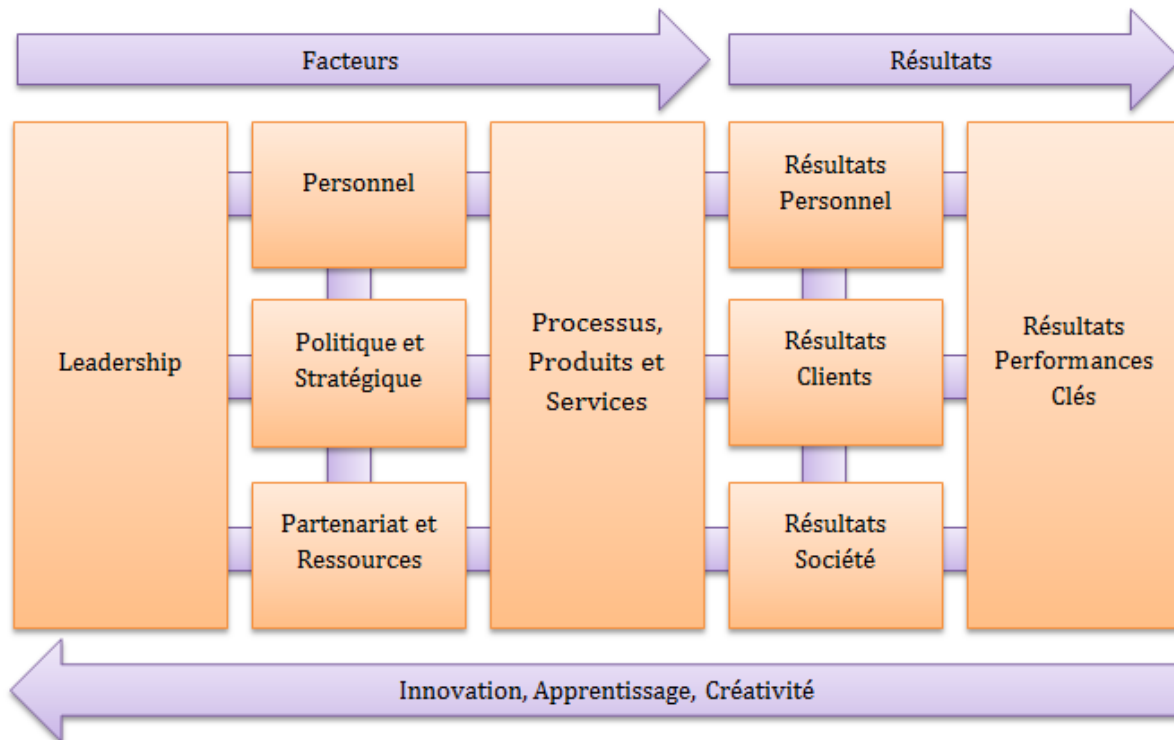 Facteurs
Résultats
Leadership
Personnel
Politique et
Stratégique
Partenariat et
Ressources
Processus,
Produits et
Services
Résultats
Personnel
Résultats
Clients
Résultats
Société
Résultats
Performances
Clés
Innovation, Apprentissage, Créativité